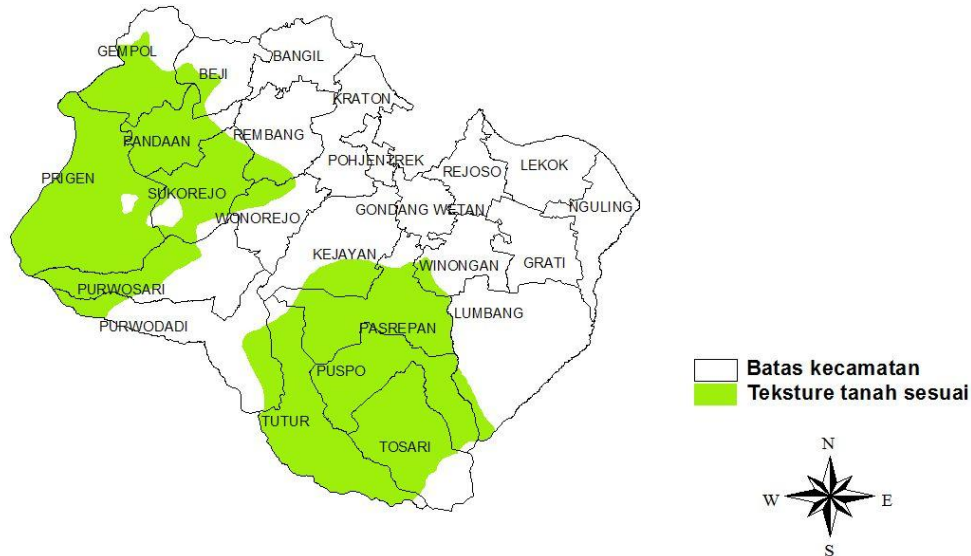 GEMPOL
BANGIL
BEJI
KRATON
REMBANG
PANDAAN
POHJENTREK
REJOSO
LEKOK
PRIGEN
SUKOREJO
WONOREJO
GONDANG WETAN
NGULING
KEJAYAN
WINONGAN
GRATI
PURWOSARI
PURWODADI
LUMBANG
PASREPAN
PUSPO
TUTUR
TOSARI
Batas kecamatan
Teksture tanah sesuai
N
W
E
S